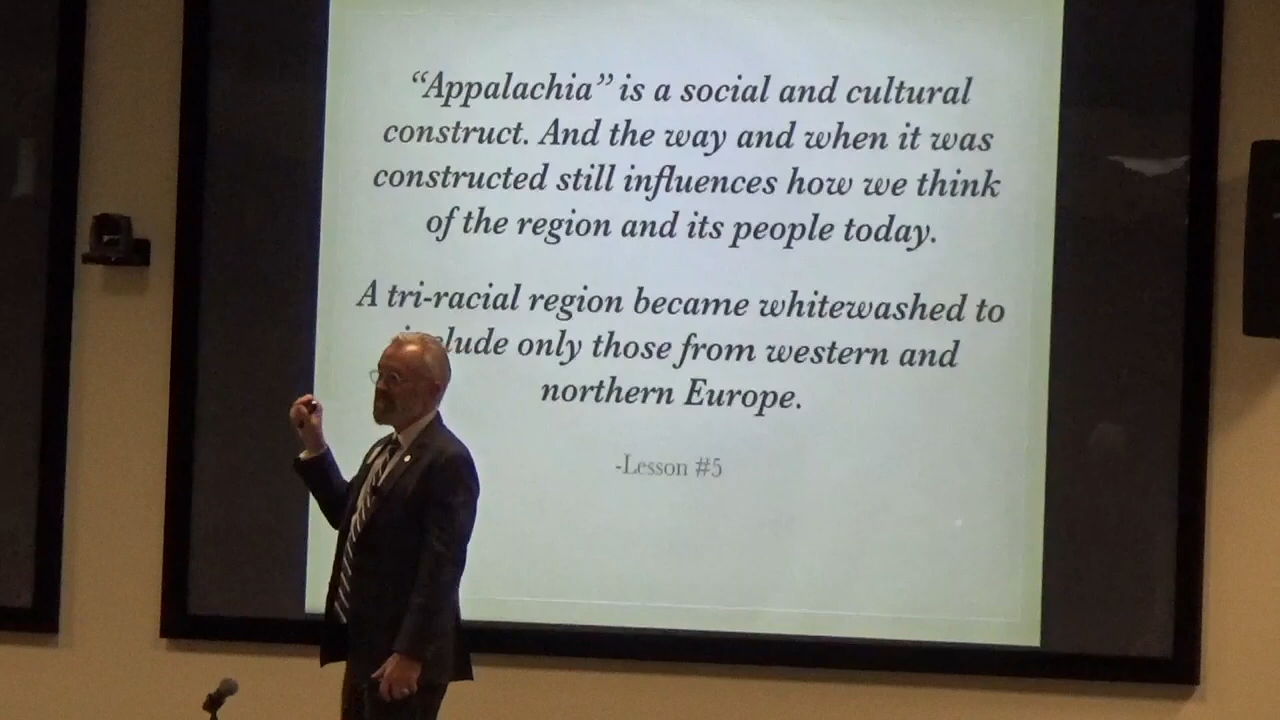 “Appalachia” is a social and cultural
construct. And the way and when it was
constructed still influences how we think
of the region and its people today.
A tri-racial region became whitewashed to
include only those from western and
northern Europe.
-Lesson #5